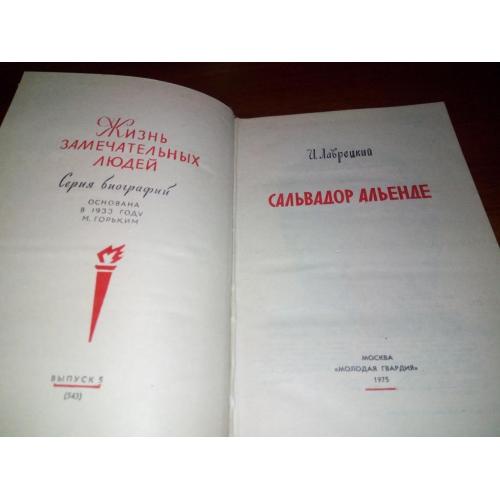 Жизнь
ЗАМЕЧАТЕЛЬНЫХ
ЛЮДЕЙ
Серия биографий
ОСНОВАНА
В 1933 ГОДУ
М. ГОРЬКИМ
ВЫПУСК 5
(543)
И. Лаврецкий
САЛЬВАДОР АЛЬЕНДЕ
МОСКВА
«МОЛОДАЯ ГВАРДИЯ»
1975